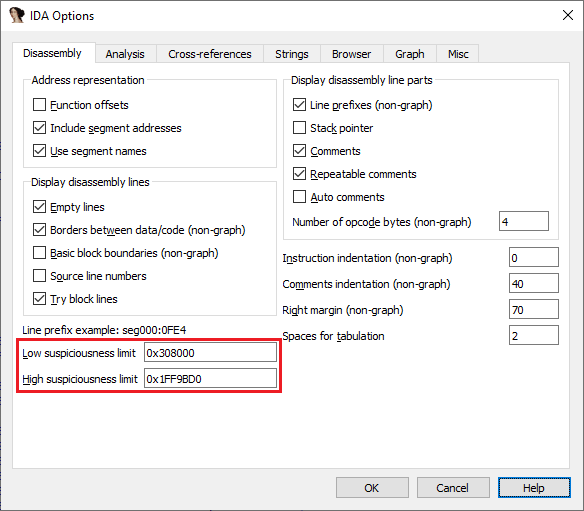 IDA Options
Disassembly Analysis Cross-references Strings Browser Graph Misc
Address representation
Function offsets
Include segment addresses
Use segment names
Display disassembly lines
Empty lines
Borders between data/code (non-graph)
Basic block boundaries (non-graph)
Source line numbers
Try block lines
Line prefix example: seg000:0FE4
Low suspiciousness limit 0x308000
High suspiciousness limit 0x1FF9BD0
Display disassembly line parts
Line prefixes (non-graph)
Stack pointer
Comments
Repeatable comments
Auto comments
Number of opcode bytes (non-graph) 4
Instruction indentation (non-graph) 0
Comments indentation (non-graph) 40
Right margin (non-graph) 70
Spaces for tabulation 2
OK Cancel Help